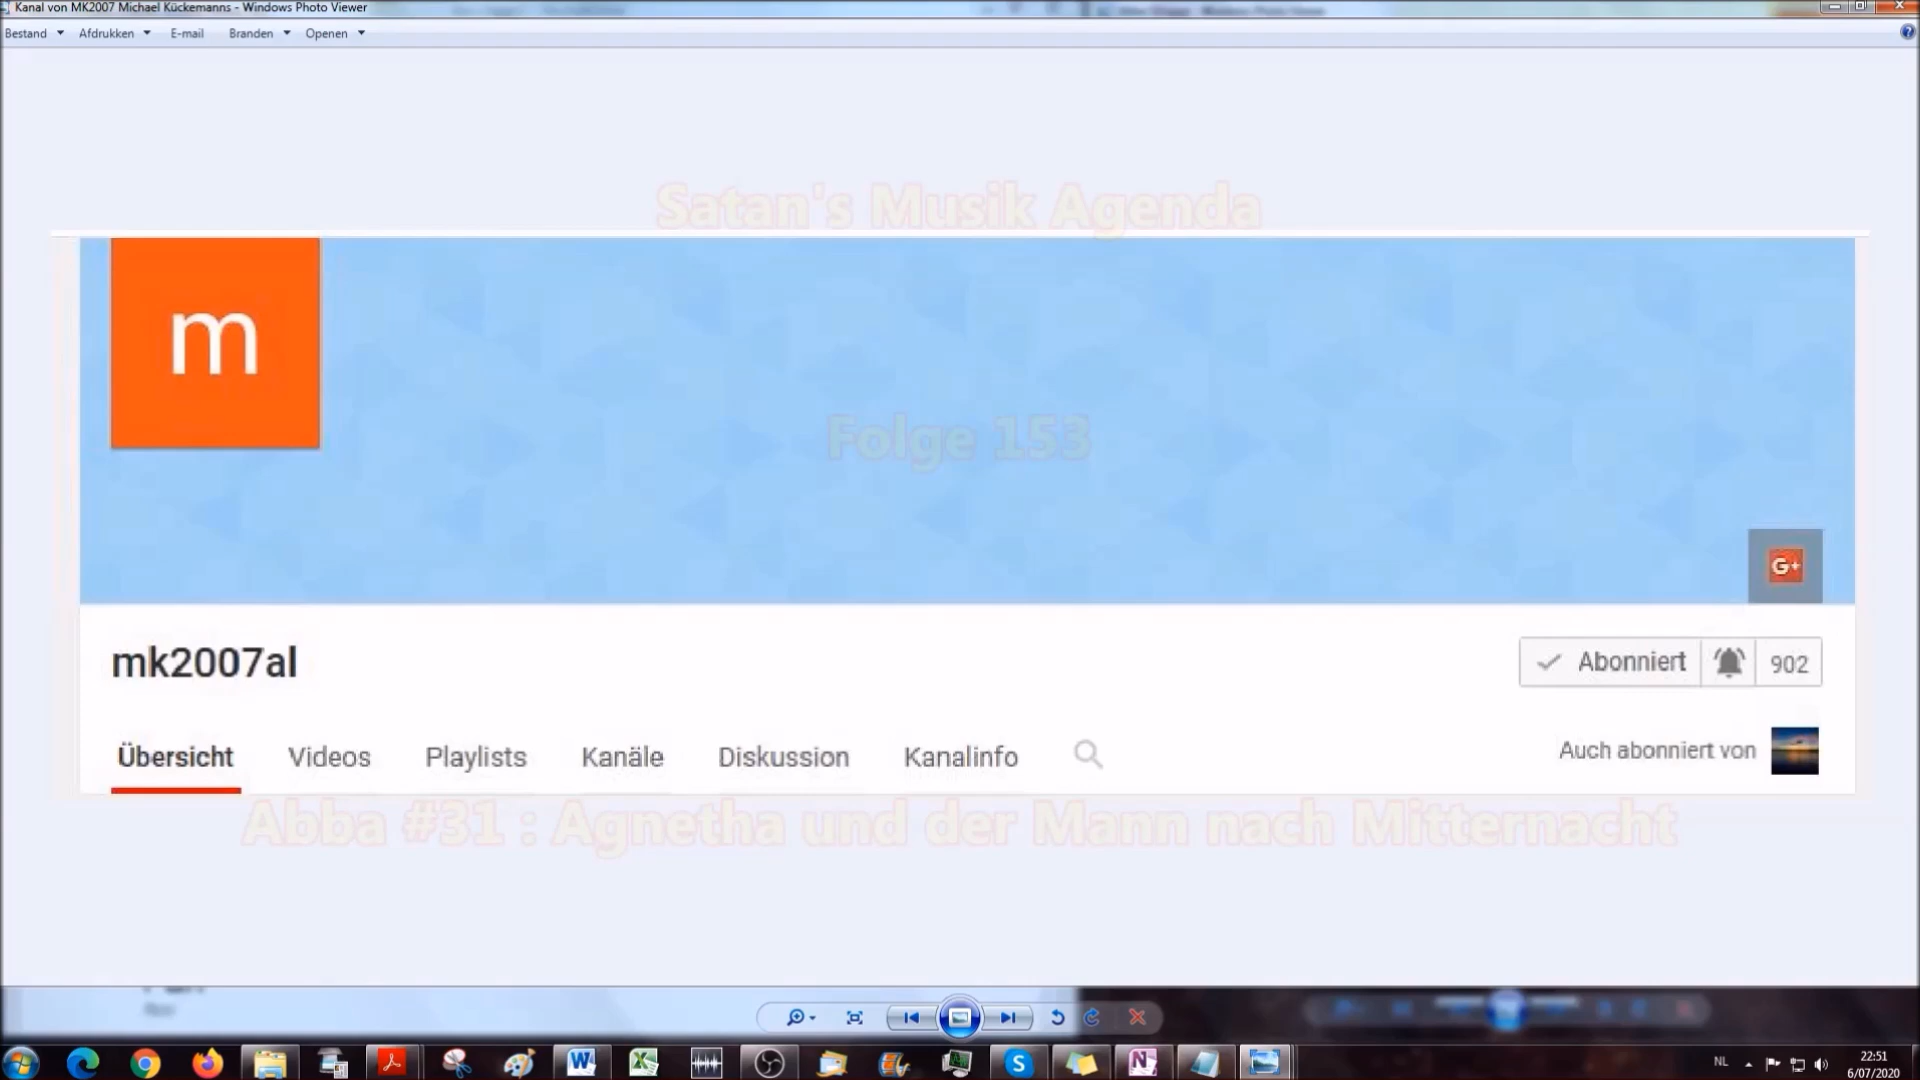 Kanal von MK2007 Michael Kückemanns - Windows Photo Viewer
Bestand Afdrukken E-mail Branden Openen
Satan's Musik Agenda
m
Folge 153
G+
mk2007al
Abonniert 902
Übersicht Videos Playlists Kanäle Diskussion Kanalinfo
Auch abonniert von
Abba #31 : Agnetha und der Mann nach Mitternacht
NL
22:51
6/07/2020